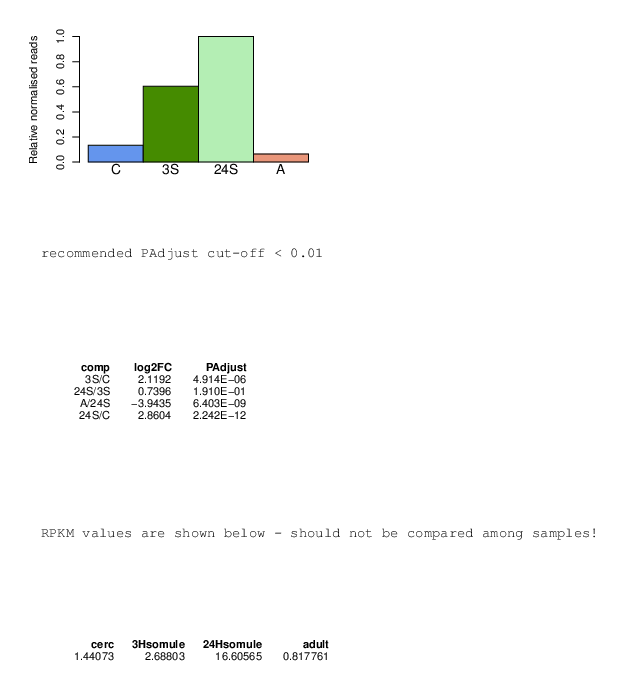 Relative normalised reads
1.0
0.8
0.6
0.4
0.2
0.0
C 3S 24S A
recommended PAdjust cut-off < 0.01
comp log2FC PAdjust
3S/C 2.1192 4.914E−06
24S/3S 0.7396 1.910E−01
A/24S −3.9435 6.403E−09
24S/C 2.8604 2.242E−12
RPKM values are shown below - should not be compared among samples!
cerc 3Hsomule 24Hsomule adult
1.44073 2.68803 16.60565 0.817761